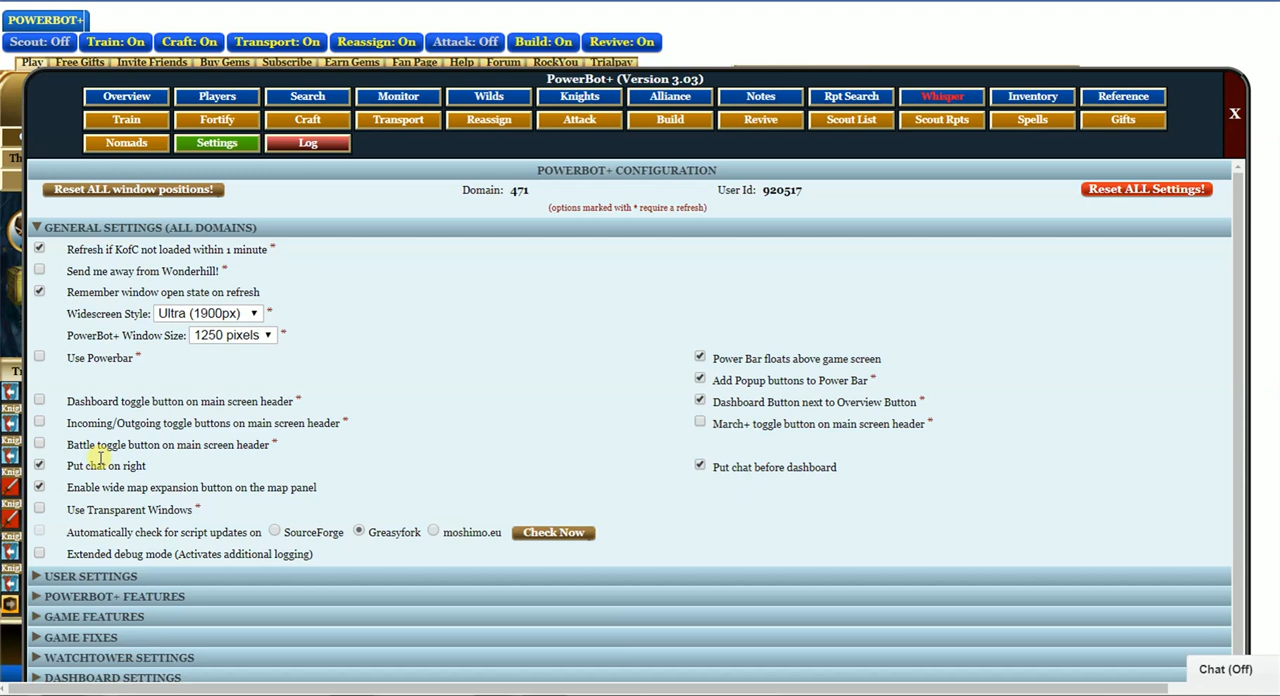 POWERBOT+
Scout: Off Train: On Craft: On Transport: On Reassign: On Attack: Off Build: On Revive: On
Play Free Gifts Invite Friends Buy Gems Subscribe Earn Gems Fan Page Help Forum RockYou Trialpay
PowerBot+ (Version 3.03)
X
Overview Players Search Monitor Wilds Knights Alliance Notes Rpt Search Whisper Inventory Reference
Train Fortify Craft Transport Reassign Attack Build Revive Scout List Scout Rpts Spells Gifts
Nomads Settings Log
POWERBOT+ CONFIGURATION
Reset ALL window positions! Domain: 471 User Id: 920517 Reset ALL Settings!
(options marked with * require a refresh)
GENERAL SETTINGS (ALL DOMAINS)
Refresh if KofC not loaded within 1 minute *
Send me away from Wonderhill! *
Remember window open state on refresh
Widescreen Style: Ultra (1900px) *
PowerBot+ Window Size: 1250 pixels *
Use Powerbar * Power Bar floats above game screen
Add Popup buttons to Power Bar *
Dashboard toggle button on main screen header * Dashboard Button next to Overview Button *
Incoming/Outgoing toggle buttons on main screen header * March+ toggle button on main screen header *
Battle toggle button on main screen header *
Put chat on right Put chat before dashboard
Enable wide map expansion button on the map panel
Use Transparent Windows *
Automatically check for script updates on SourceForge Greasyfork moshimo.eu Check Now
Extended debug mode (Activates additional logging)
USER SETTINGS
POWERBOT+ FEATURES
GAME FEATURES
GAME FIXES
WATCHTOWER SETTINGS
DASHBOARD SETTINGS
Chat (Off)
Th
T
Knigl
Knigl
Knigl
Knigl
Knigl
Knigl